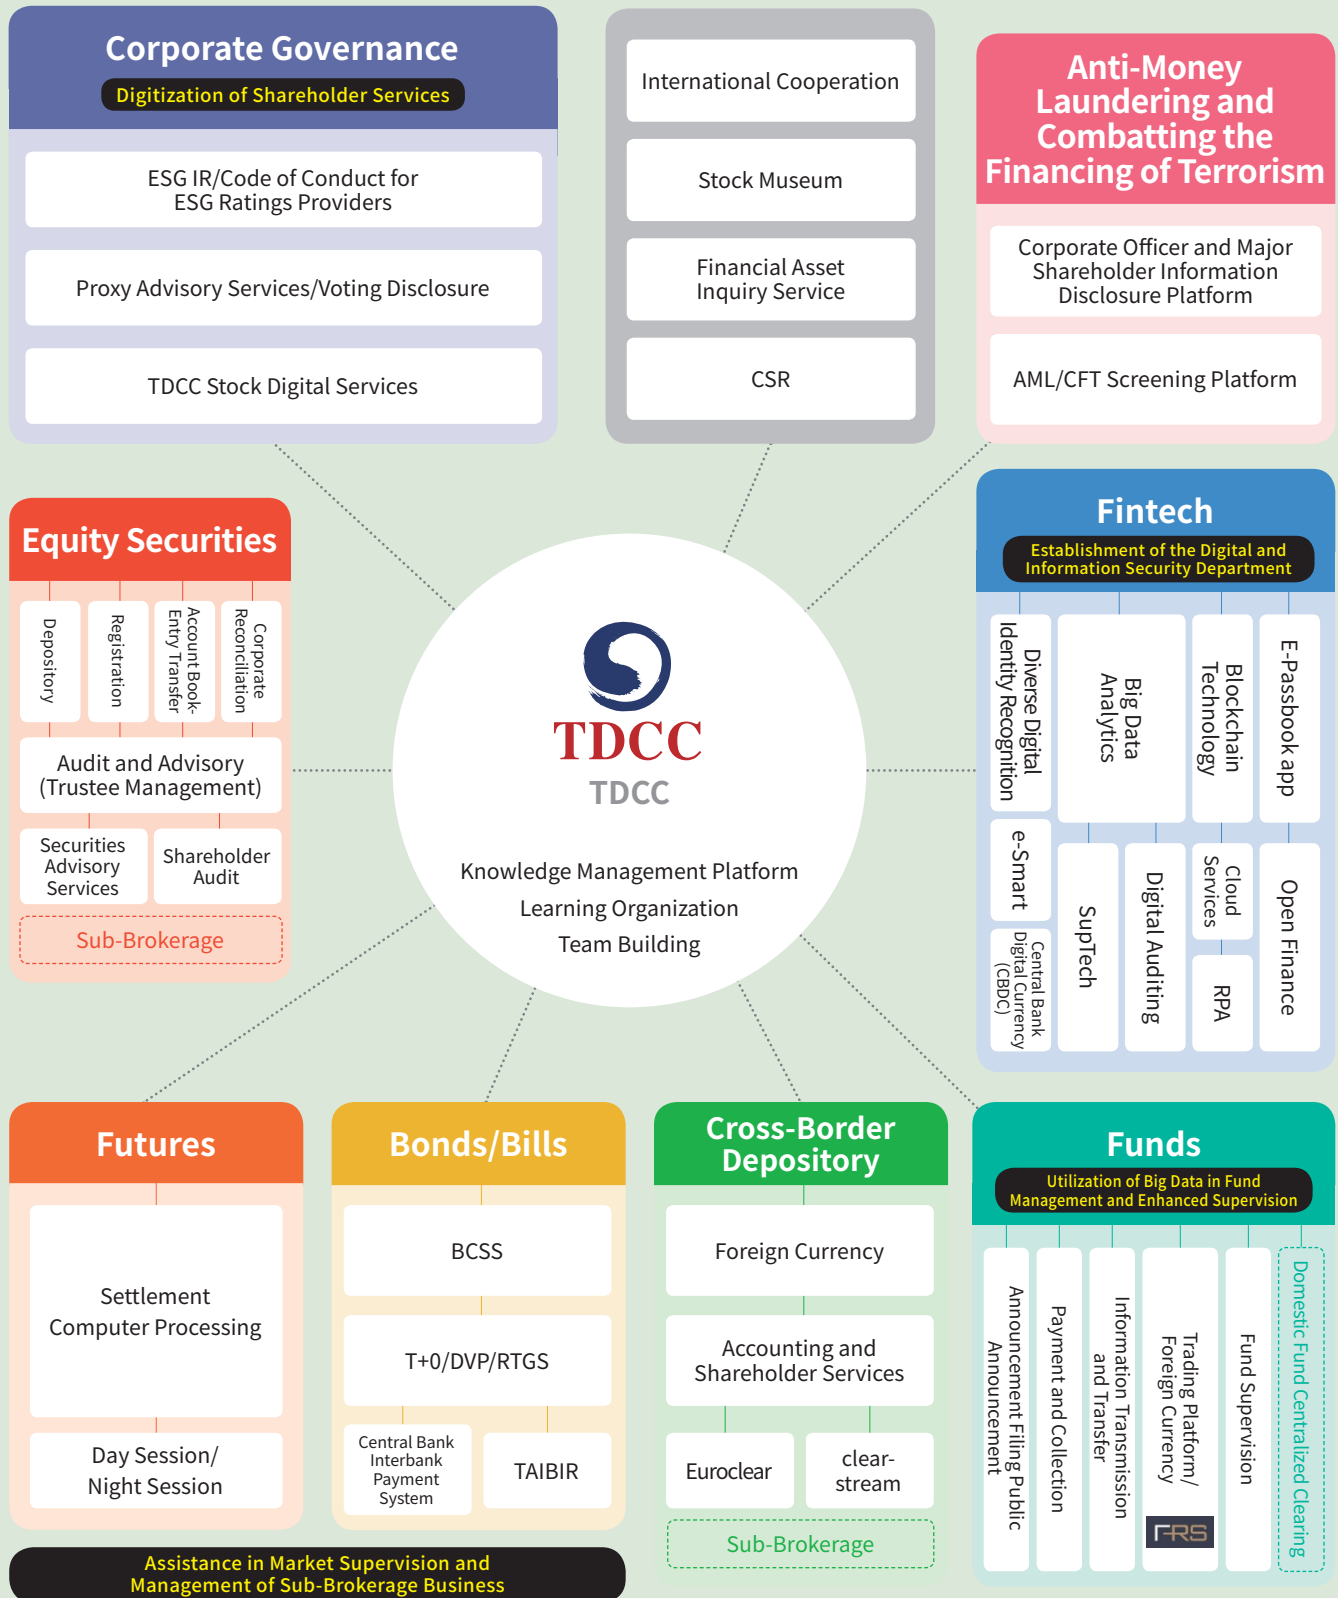 Corporate Governance
Digitization of Shareholder Services
ESG IR/Code of Conduct for
ESG Ratings Providers
Proxy Advisory Services/Voting Disclosure
TDCC Stock Digital Services
International Cooperation
Stock Museum
Financial Asset
Inquiry Service
CSR
Anti-Money
Laundering and
Combatting the
Financing of Terrorism
Corporate Officer and Major
Shareholder Information
Disclosure Platform
AML/CFT Screening Platform
Equity Securities
Depository
Registration
Account Book-
Entry Transfer
Corporate
Reconciliation
Audit and Advisory
(Trustee Management)
Securities
Advisory
Services
Shareholder
Audit
Sub-Brokerage
TDCC
TDCC
Knowledge Management Platform
Learning Organization
Team Building
Fintech
Establishment of the Digital and
Information Security Department
Diverse Digital
Identity Recognition
Big Data
Analytics
Blockchain
Technology
E-Passbook app
e-Smart
Central Bank
Digital Currency
(CBDC)
SupTech
Digital Auditing
Cloud
Services
RPA
Open Finance
Futures
Settlement
Computer Processing
Day Session/
Night Session
Bonds/Bills
BCSS
T+0/DVP/RTGS
Central Bank
Interbank
Payment
System
TAIBIR
Assistance in Market Supervision and
Management of Sub-Brokerage Business
Cross-Border
Depository
Foreign Currency
Accounting and
Shareholder Services
Euroclear
clear-
stream
Sub-Brokerage
Funds
Utilization of Big Data in Fund
Management and Enhanced Supervision
Announcement Filing Public
Announcement
Payment and Collection
Information Transmission
and Transfer
Trading Platform/
Foreign Currency
FRS
Fund Supervision
Domestic Fund Centralized Clearing